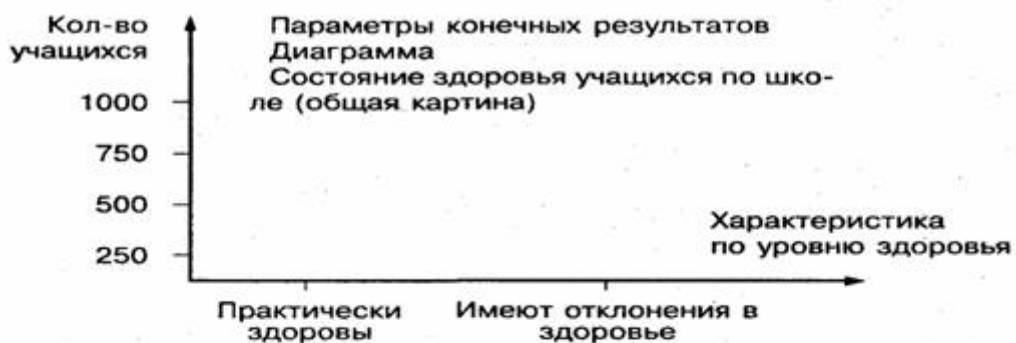 Кол-во
учащихся
Параметры конечных результатов
Диаграмма
Состояние здоровья учащихся по шко-
ле (общая картина)
1000
750
500
250
Характеристика
по уровню здоровья
Практически
здоровы
Имеют отклонения в
здоровье